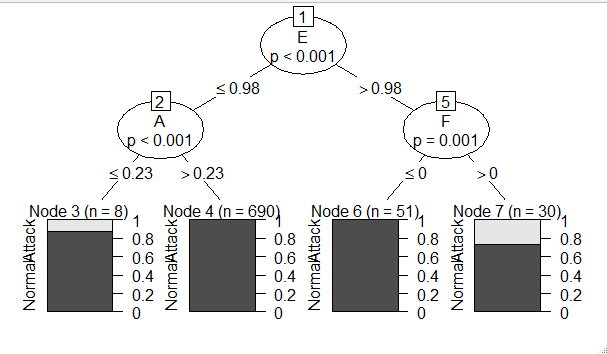 1
E
p < 0.001
≤ 0.98
> 0.98
2
A
p < 0.001
5
F
p = 0.001
≤ 0.23
> 0.23
≤ 0
> 0
Node 3 (n = 8)
Normal
Attack
0
0.2
0.4
0.6
0.8
1
Node 4 (n = 690)
Normal
Attack
0
0.2
0.4
0.6
0.8
1
Node 6 (n = 51)
Normal
Attack
0
0.2
0.4
0.6
0.8
1
Node 7 (n = 30)
Normal
Attack
0
0.2
0.4
0.6
0.8
1